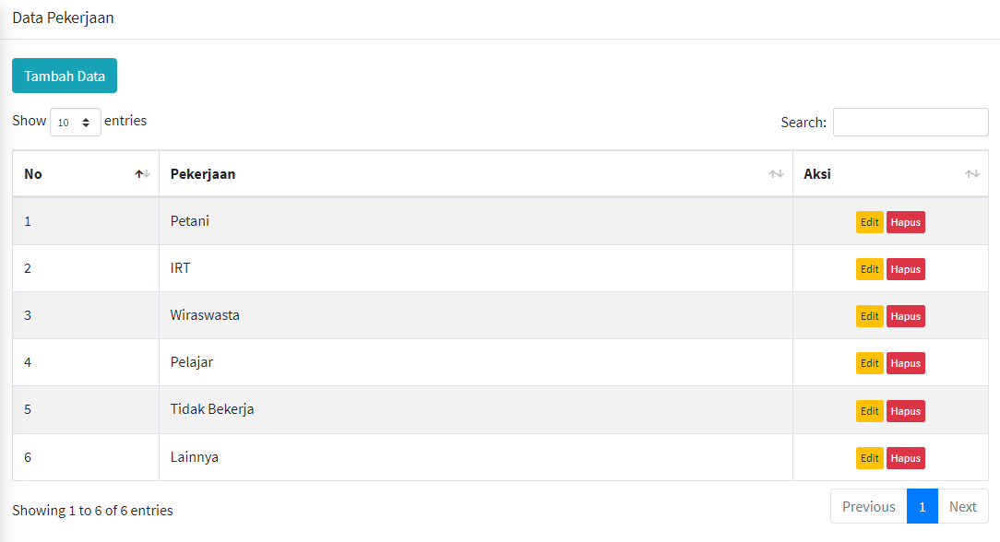 Data Pekerjaan
Tambah Data
Show 10 entries
Search:
No Pekerjaan Aksi
1 Petani Edit Hapus
2 IRT Edit Hapus
3 Wiraswasta Edit Hapus
4 Pelajar Edit Hapus
5 Tidak Bekerja Edit Hapus
6 Lainnya Edit Hapus
Showing 1 to 6 of 6 entries
Previous 1 Next